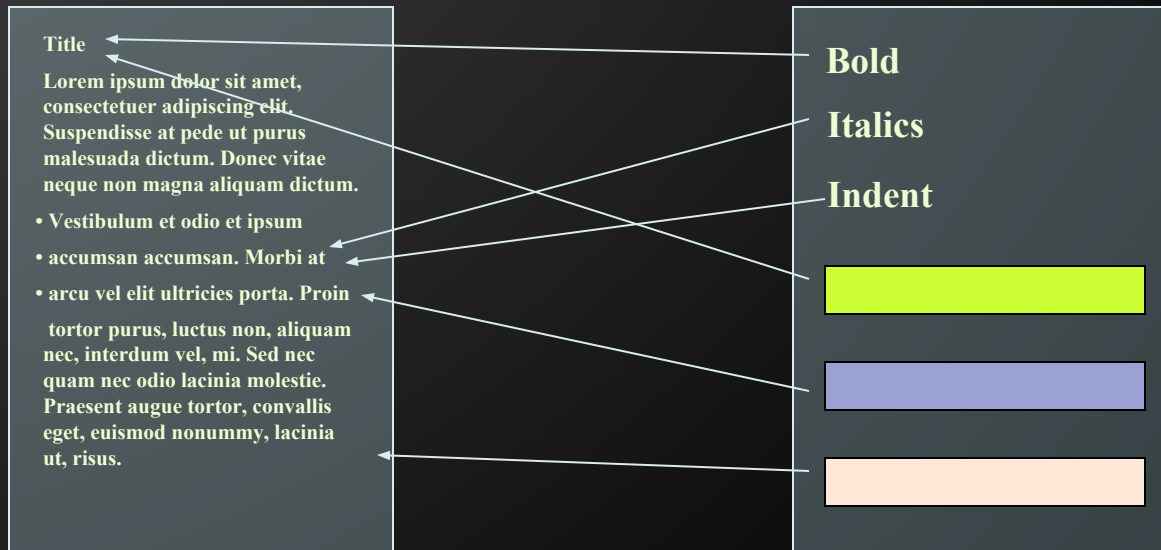 Title
Lorem ipsum dolor sit amet,
consectetuer adipiscing elit.
Suspendisse at pede ut purus
malesuada dictum. Donec vitae
neque non magna aliquam dictum.
• Vestibulum et odio et ipsum
• accumsan accumsan. Morbi at
• arcu vel elit ultricies porta. Proin
tortor purus, luctus non, aliquam
nec, interdum vel, mi. Sed nec
quam nec odio lacinia molestie.
Praesent augue tortor, convallis
eget, euismod nonummy, lacinia
ut, risus.
Bold
Italics
Indent